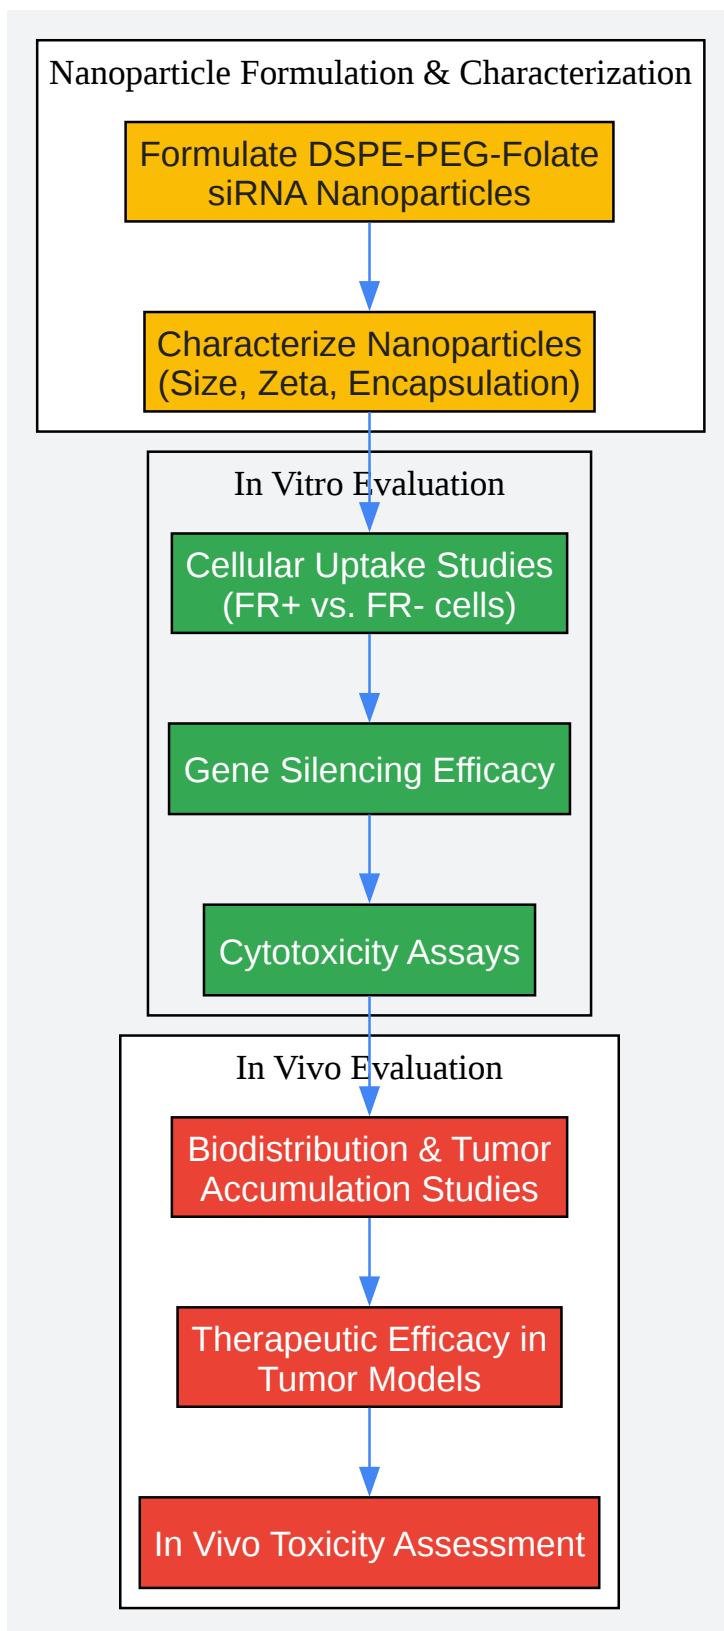 Nanoparticle Formulation & Characterization
Formulate DSPE-PEG-Folate
siRNA Nanoparticles
Characterize Nanoparticles
(Size, Zeta, Encapsulation)
In Vitro Evaluation
Cellular Uptake Studies
(FR+ vs. FR- cells)
Gene Silencing Efficacy
Cytotoxicity Assays
In Vivo Evaluation
Biodistribution & Tumor
Accumulation Studies
Therapeutic Efficacy in
Tumor Models
In Vivo Toxicity Assessment